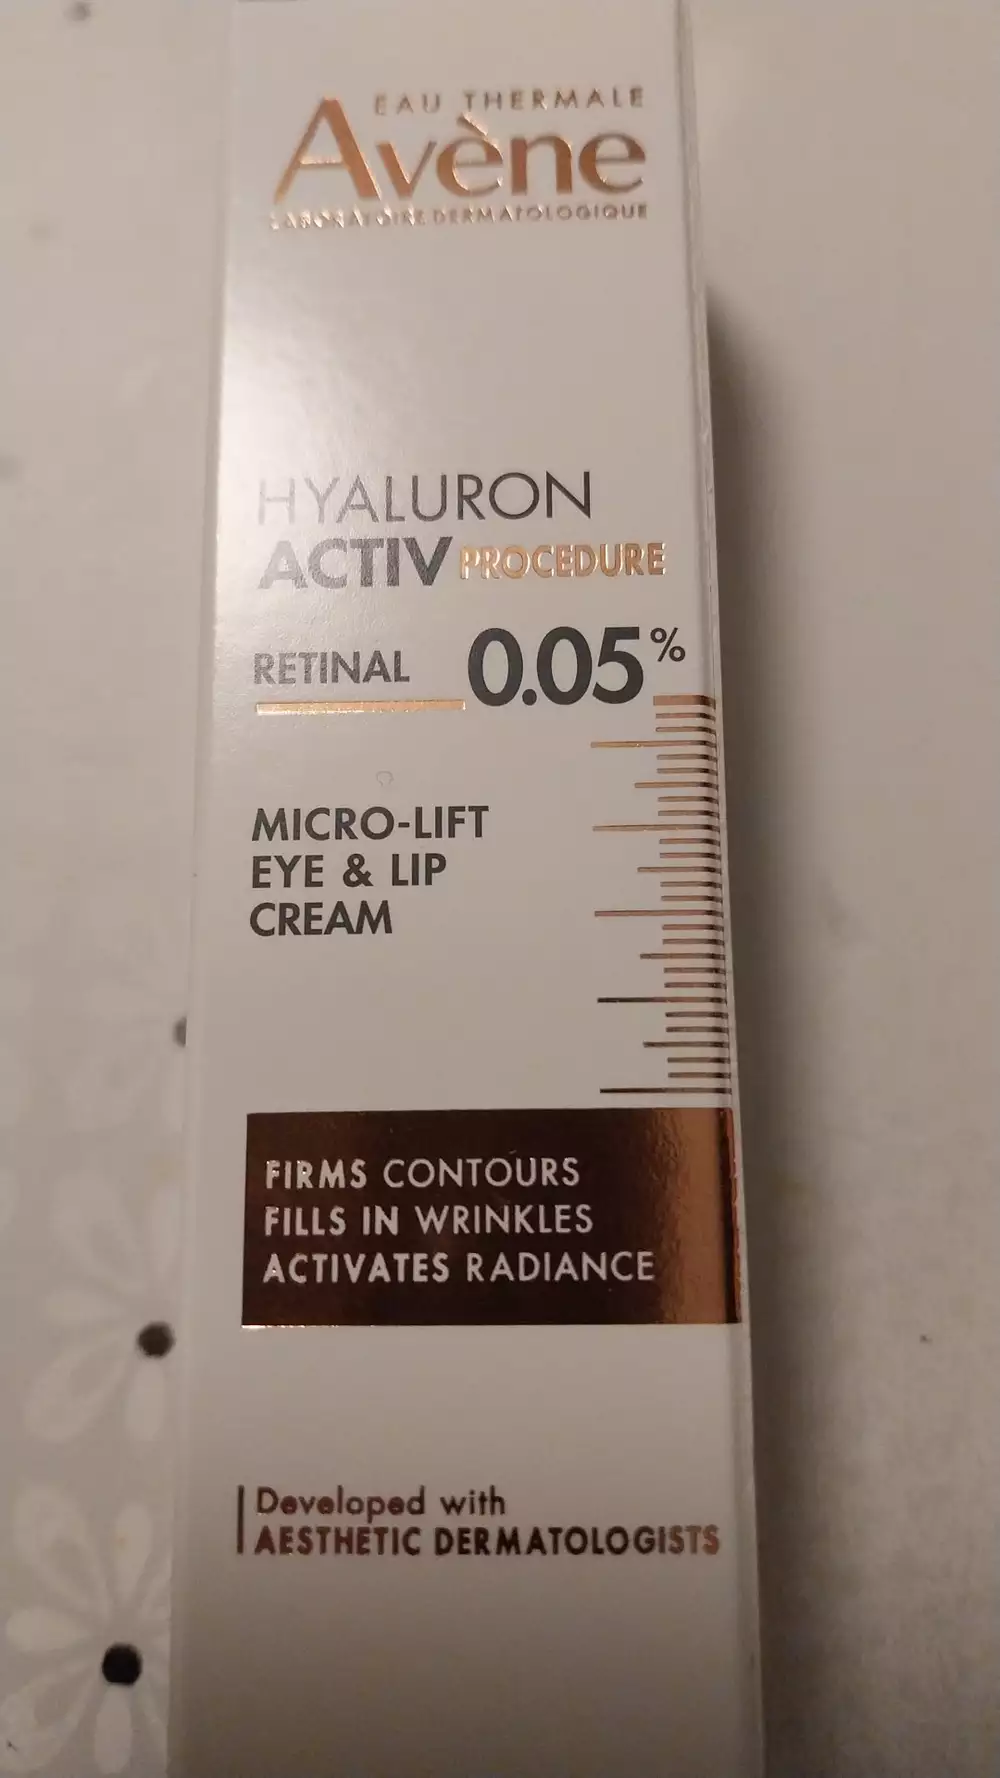 EAU THERMALE
Avène
LABORATOIRE DERMATOLOGIQUE
HYALURON
ACTIV PROCEDURE
RETINAL 0.05%
MICRO-LIFT
EYE & LIP
CREAM
FIRMS CONTOURS
FILLS IN WRINKLES
ACTIVATES RADIANCE
Developed with
AESTHETIC DERMATOLOGISTS